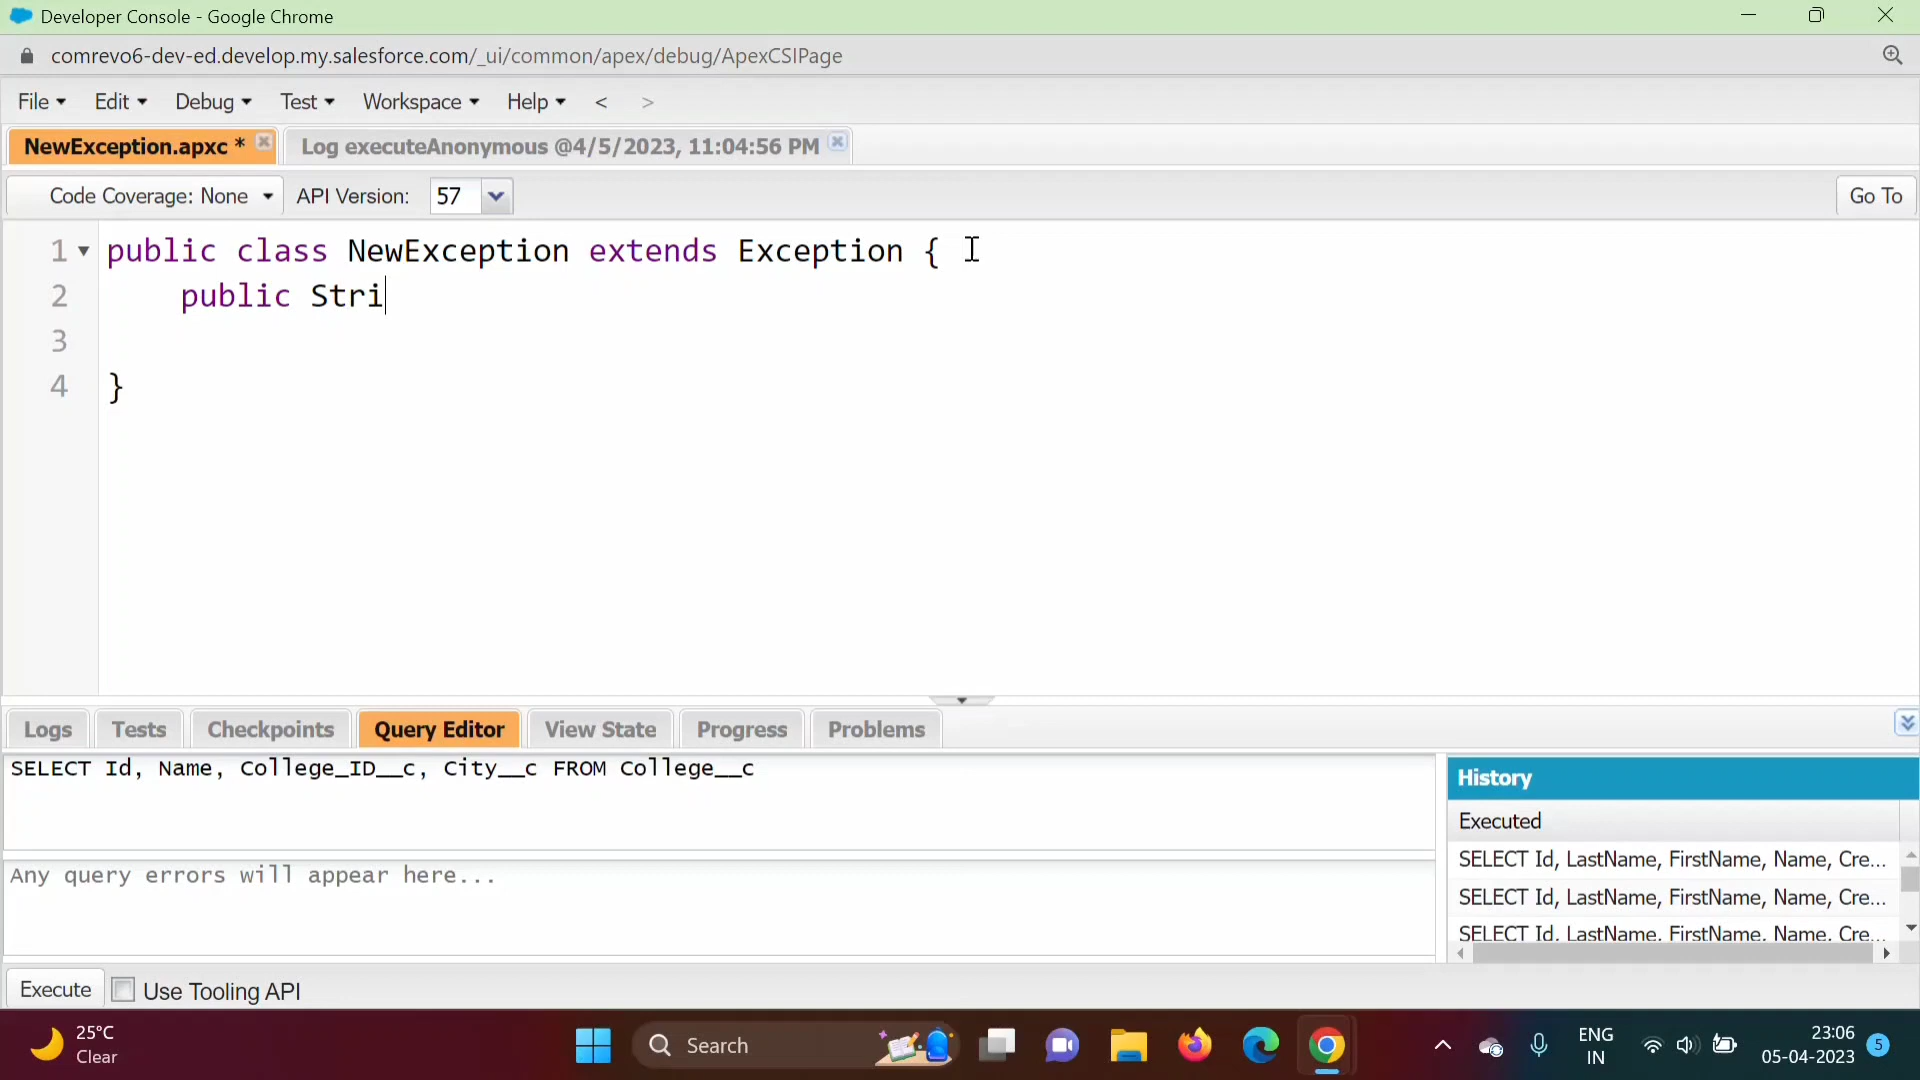 Developer Console - Google Chrome
comrevo6-dev-ed.develop.my.salesforce.com/_ui/common/apex/debug/ApexCSIPage
File Edit Debug Test Workspace Help < >
NewException.apxc * Log executeAnonymous @4/5/2023, 11:04:56 PM
Code Coverage: None API Version: 57 Go To
1 public class NewException extends Exception {
2 public Stri
3
4 }
Logs Tests Checkpoints Query Editor View State Progress Problems
SELECT Id, Name, College_ID__c, City__c FROM College__c
Any query errors will appear here...
History
Executed
SELECT Id, LastName, FirstName, Name, Cre...
SELECT Id, LastName, FirstName, Name, Cre...
SELECT Id, LastName, FirstName, Name, Cre...
Execute Use Tooling API
25°C
Clear
Search
ENG
IN
23:06
05-04-2023
5